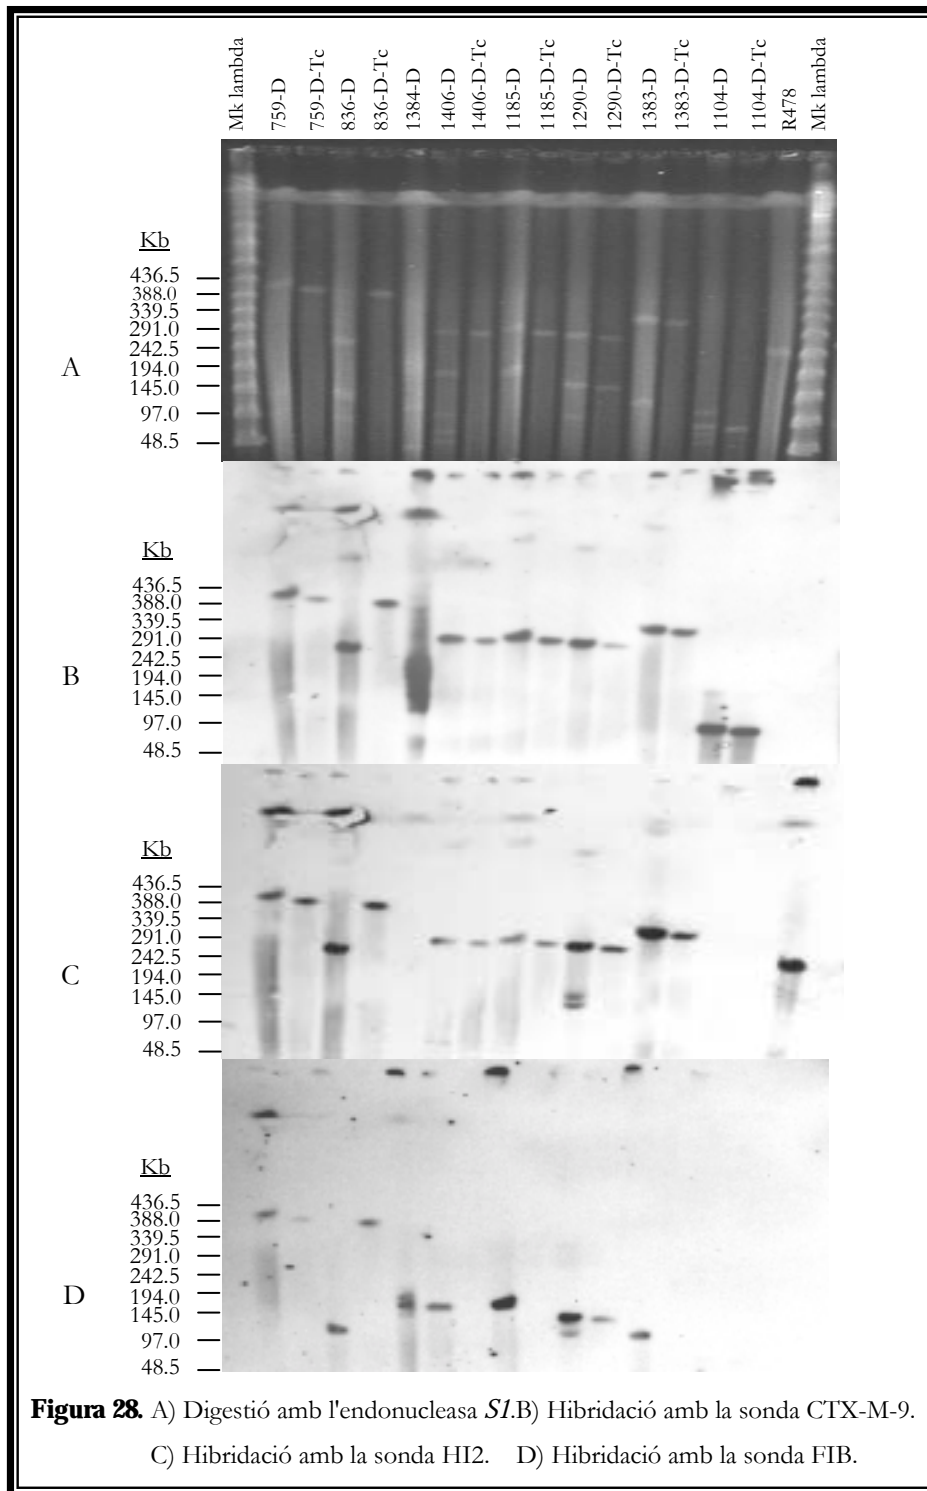 Mk lambda
759-D
759-D-Tc
836-D
836-D-Tc
1384-D
1406-D
1406-D-Tc
1185-D
1185-D-Tc
1290-D
1290-D-Tc
1383-D
1383-D-Tc
1104-D
1104-D-Tc
R478
Mk lambda
Kb
436.5
388.0
339.5
291.0
242.5
194.0
145.0
97.0
48.5
A
Kb
436.5
388.0
339.5
291.0
242.5
194.0
145.0
97.0
48.5
B
Kb
436.5
388.0
339.5
291.0
242.5
194.0
145.0
97.0
48.5
C
Kb
436.5
388.0
339.5
291.0
242.5
194.0
145.0
97.0
48.5
D
Figura 28. A) Digestió amb l'endonucleasa S1.B) Hibridació amb la sonda CTX-M-9.
C) Hibridació amb la sonda HI2. D) Hibridació amb la sonda FIB.